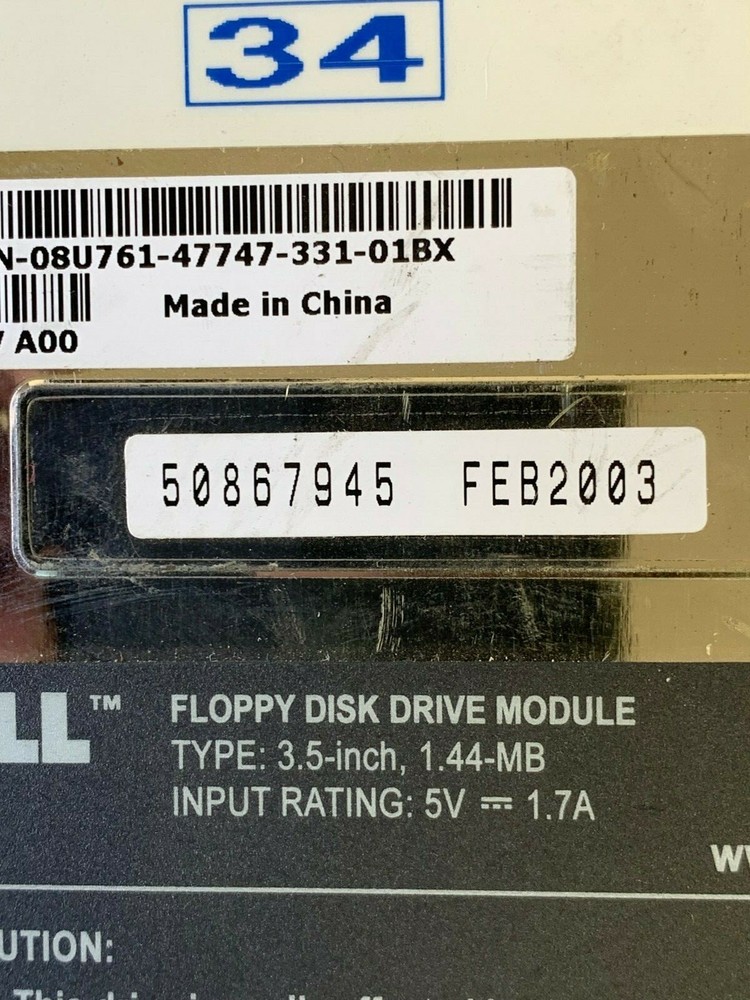 34
N-08U761-47747-331-01BX
Made in China
A00
50867945 FEB2003
LL™
FLOPPY DISK DRIVE MODULE
TYPE: 3.5-inch, 1.44-MB
INPUT RATING: 5V ⎓ 1.7A
UTION:
This